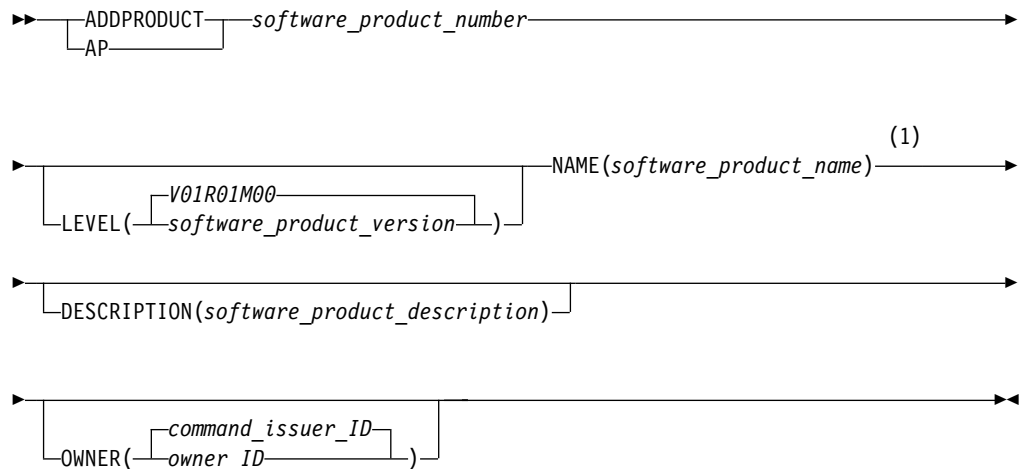 ADDPRODUCT software_product_number
AP
(1)
NAME(software_product_name)
V01R01M00
LEVEL( software_product_version )
DESCRIPTION(software_product_description)
command_issuer_ID
OWNER( owner ID )